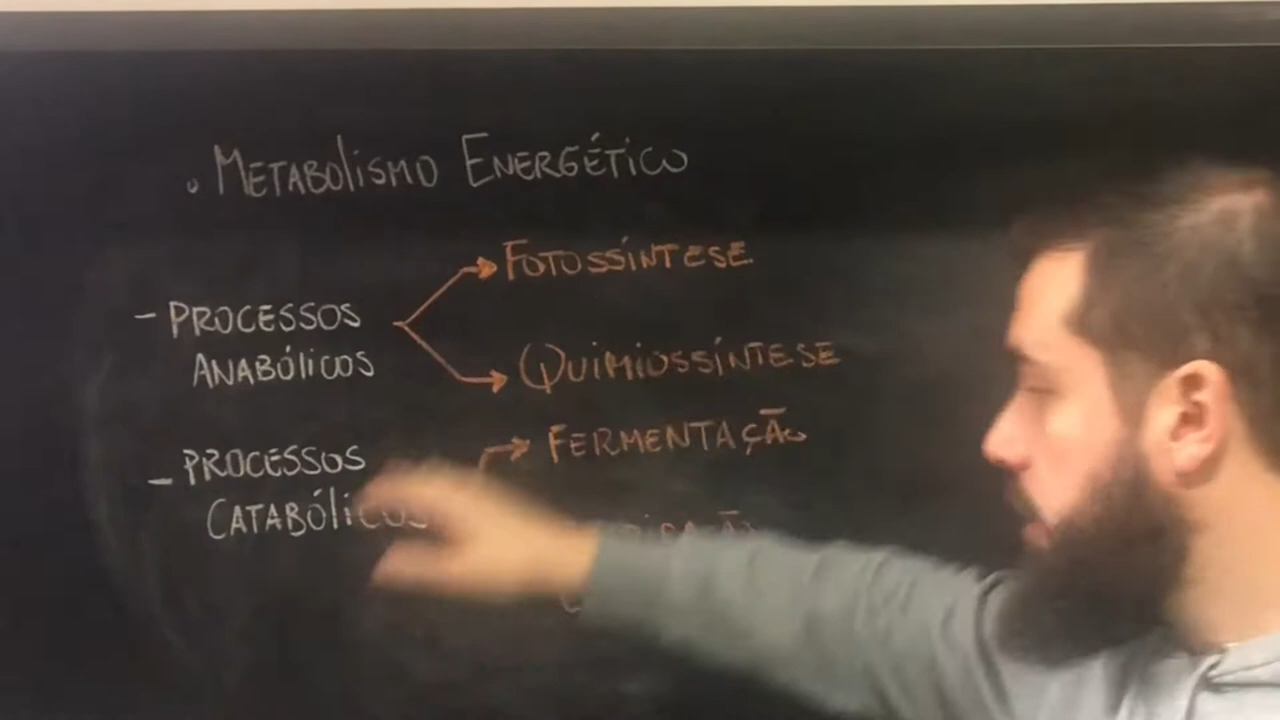 • Metabolismo Energético
- Processos
Anabólicos
Fotossíntese
Quimiossíntese
- Processos
Catabólicos
Fermentação